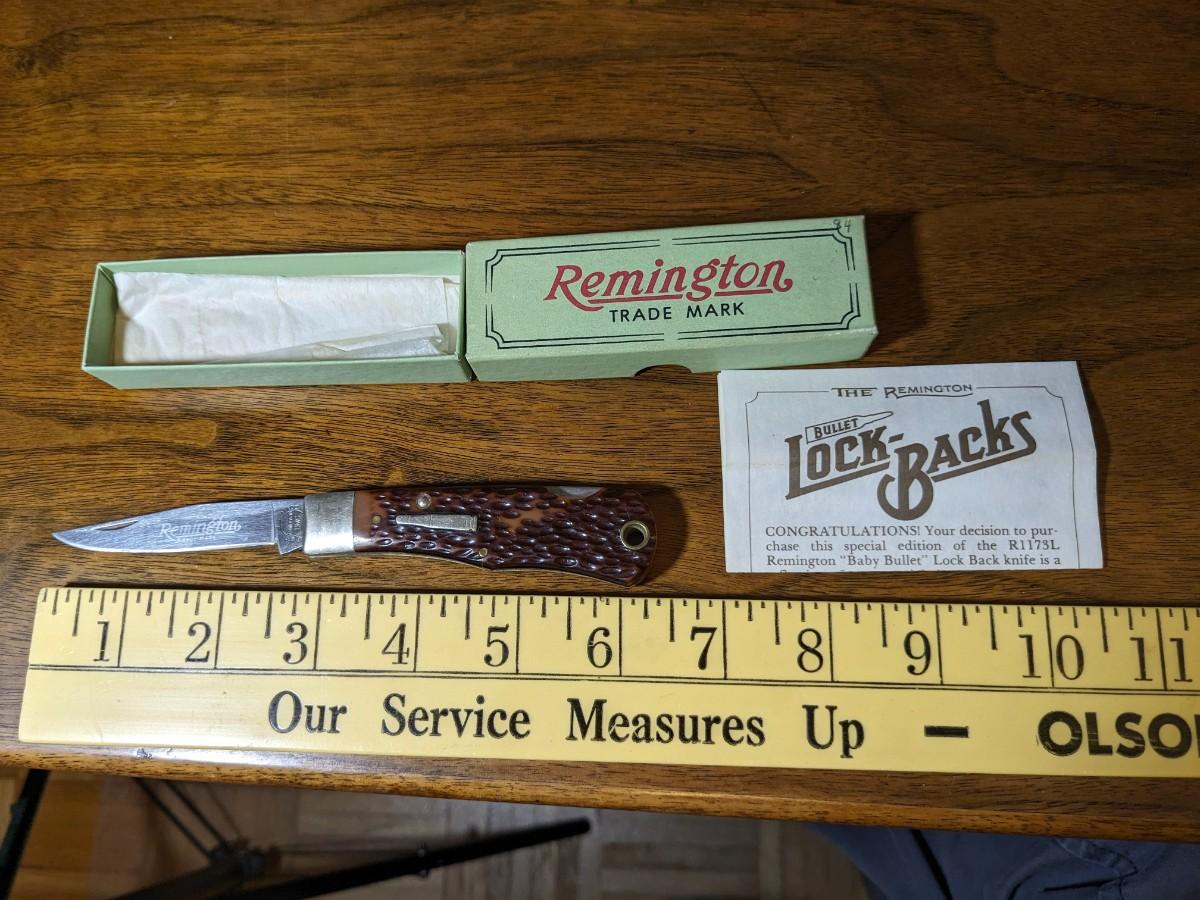 94
Remington
TRADE MARK
THE REMINGTON
BULLET
LOCK-BACKS
CONGRATULATIONS! Your decision to pur-
chase this special edition of the R1173L
Remington "Baby Bullet" Lock Back knife is a
Remington
1 2 3 4 5 6 7 8 9 10 11
Our Service Measures Up — OLSO